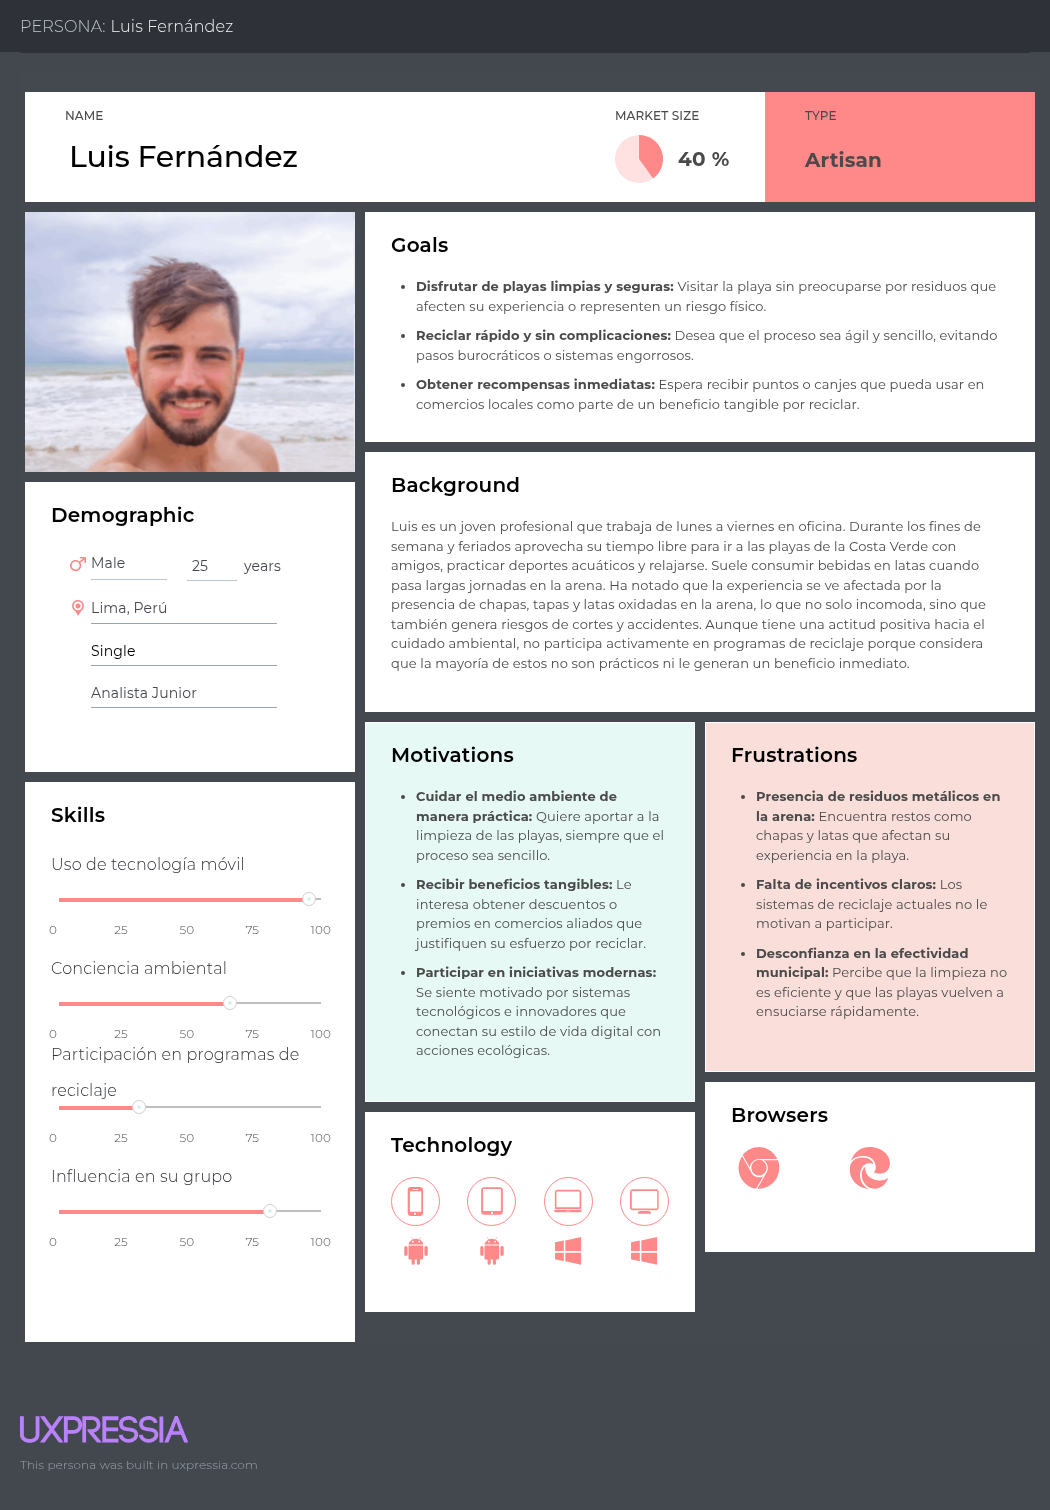 PERSONA: Luis Fernández
NAME
Luis Fernández
MARKET SIZE
40 %
TYPE
Artisan
Goals
• Disfrutar de playas limpias y seguras: Visitar la playa sin preocuparse por residuos que
afecten su experiencia o representen un riesgo físico.
• Reciclar rápido y sin complicaciones: Desea que el proceso sea ágil y sencillo, evitando
pasos burocráticos o sistemas engorrosos.
• Obtener recompensas inmediatas: Espera recibir puntos o canjes que pueda usar en
comercios locales como parte de un beneficio tangible por reciclar.
Demographic
Male
25 years
Lima, Perú
Single
Analista Junior
Background
Luis es un joven profesional que trabaja de lunes a viernes en oficina. Durante los fines de
semana y feriados aprovecha su tiempo libre para ir a las playas de la Costa Verde con
amigos, practicar deportes acuáticos y relajarse. Suele consumir bebidas en latas cuando
pasa largas jornadas en la arena. Ha notado que la experiencia se ve afectada por la
presencia de chapas, tapas y latas oxidadas en la arena, lo que no solo incomoda, sino que
también genera riesgos de cortes y accidentes. Aunque tiene una actitud positiva hacia el
cuidado ambiental, no participa activamente en programas de reciclaje porque considera
que la mayoría de estos no son prácticos ni le generan un beneficio inmediato.
Skills
Uso de tecnología móvil
0 25 50 75 100
Conciencia ambiental
0 25 50 75 100
Participación en programas de
reciclaje
0 25 50 75 100
Influencia en su grupo
0 25 50 75 100
Motivations
• Cuidar el medio ambiente de
manera práctica: Quiere aportar a la
limpieza de las playas, siempre que el
proceso sea sencillo.
• Recibir beneficios tangibles: Le
interesa obtener descuentos o
premios en comercios aliados que
justifiquen su esfuerzo por reciclar.
• Participar en iniciativas modernas:
Se siente motivado por sistemas
tecnológicos e innovadores que
conectan su estilo de vida digital con
acciones ecológicas.
Frustrations
• Presencia de residuos metálicos en
la arena: Encuentra restos como
chapas y latas que afectan su
experiencia en la playa.
• Falta de incentivos claros: Los
sistemas de reciclaje actuales no le
motivan a participar.
• Desconfianza en la efectividad
municipal: Percibe que la limpieza no
es eficiente y que las playas vuelven a
ensuciarse rápidamente.
Technology
Browsers
UXPRESSIA
This persona was built in uxpressia.com